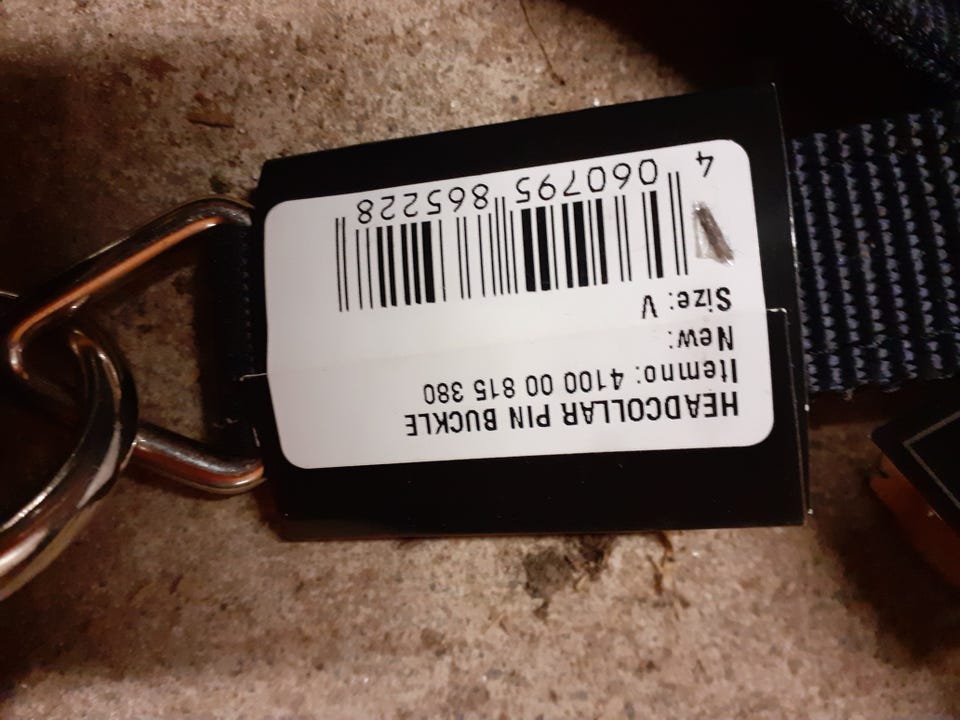 HEADCOLLAR PIN BUCKLE
Itemno: 4100 00 815 380
New:
Size: V
4 060795 865228